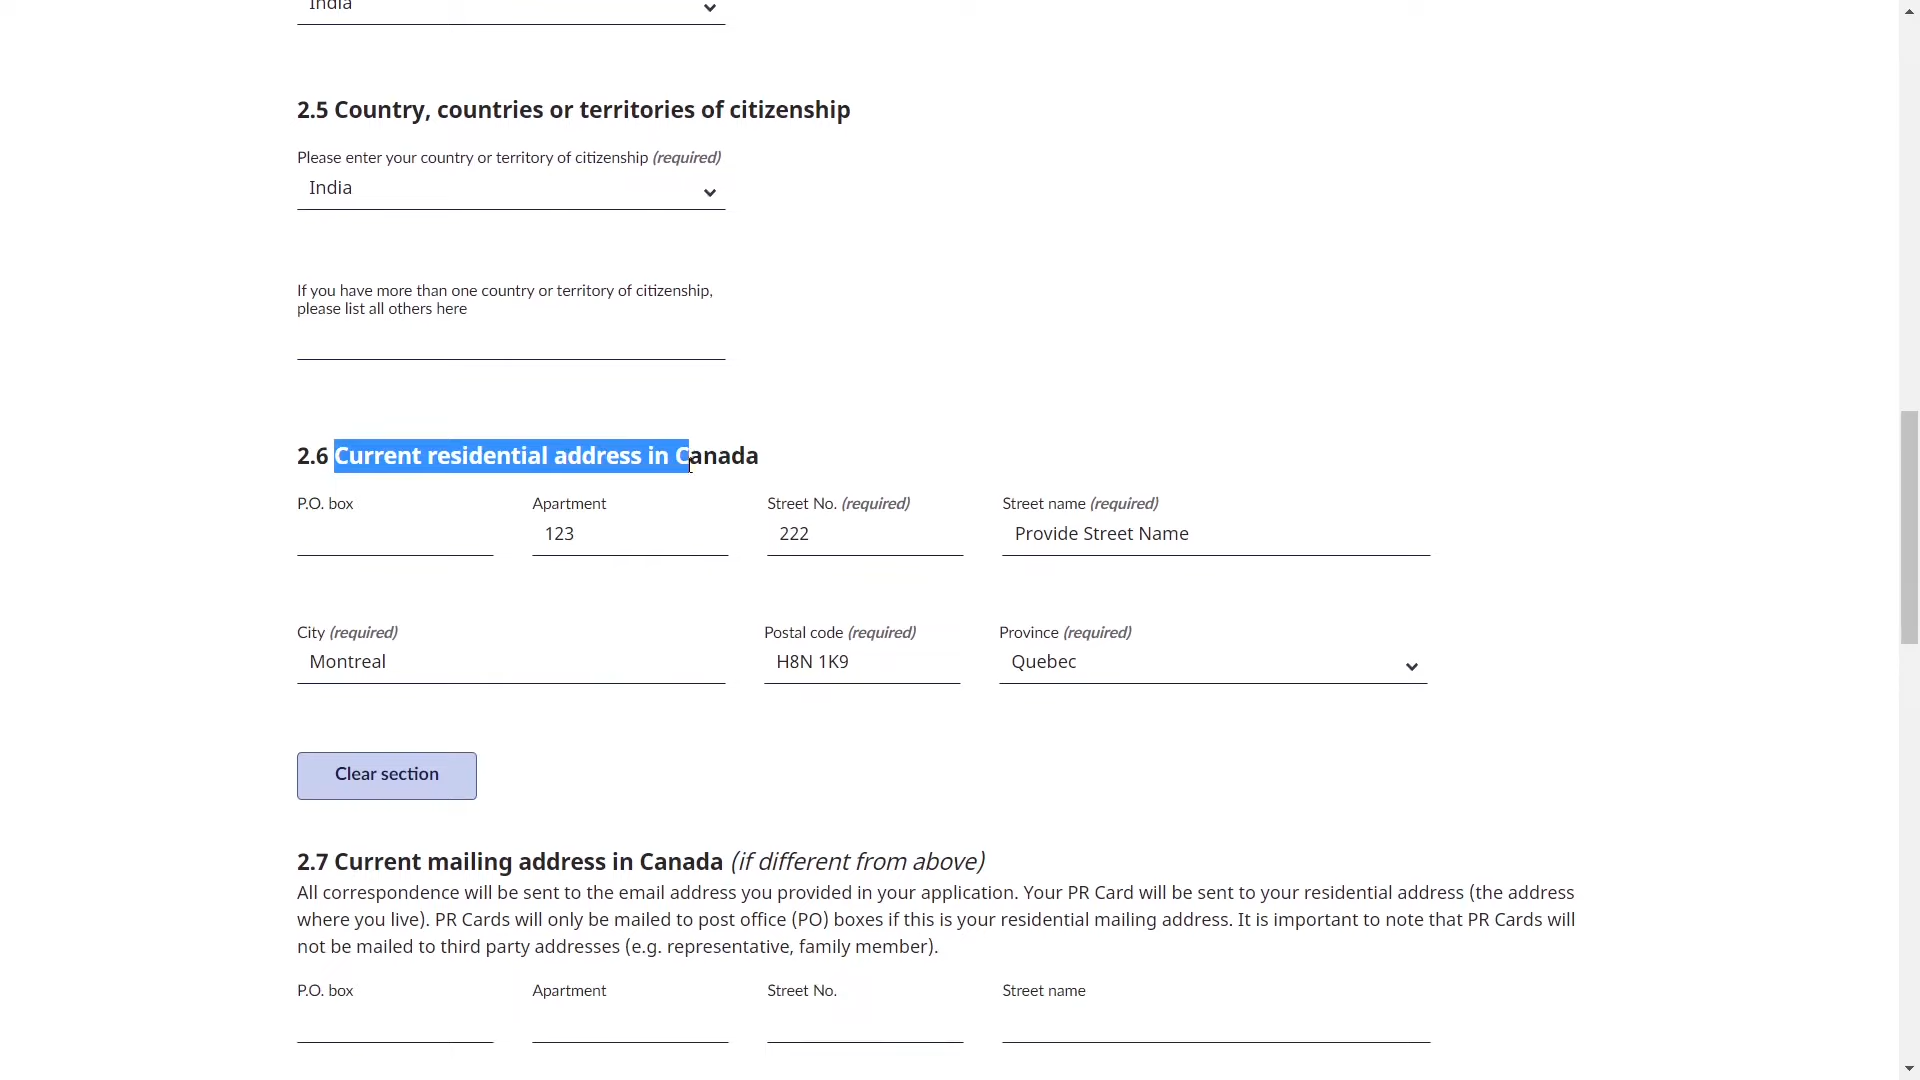 India
2.5 Country, countries or territories of citizenship
Please enter your country or territory of citizenship (required)
India
If you have more than one country or territory of citizenship,
please list all others here
2.6 Current residential address in Canada
P.O. box Apartment Street No. (required) Street name (required)
123 222 Provide Street Name
City (required) Postal code (required) Province (required)
Montreal H8N 1K9 Quebec
Clear section
2.7 Current mailing address in Canada (if different from above)
All correspondence will be sent to the email address you provided in your application. Your PR Card will be sent to your residential address (the address
where you live). PR Cards will only be mailed to post office (PO) boxes if this is your residential mailing address. It is important to note that PR Cards will
not be mailed to third party addresses (e.g. representative, family member).
P.O. box Apartment Street No. Street name